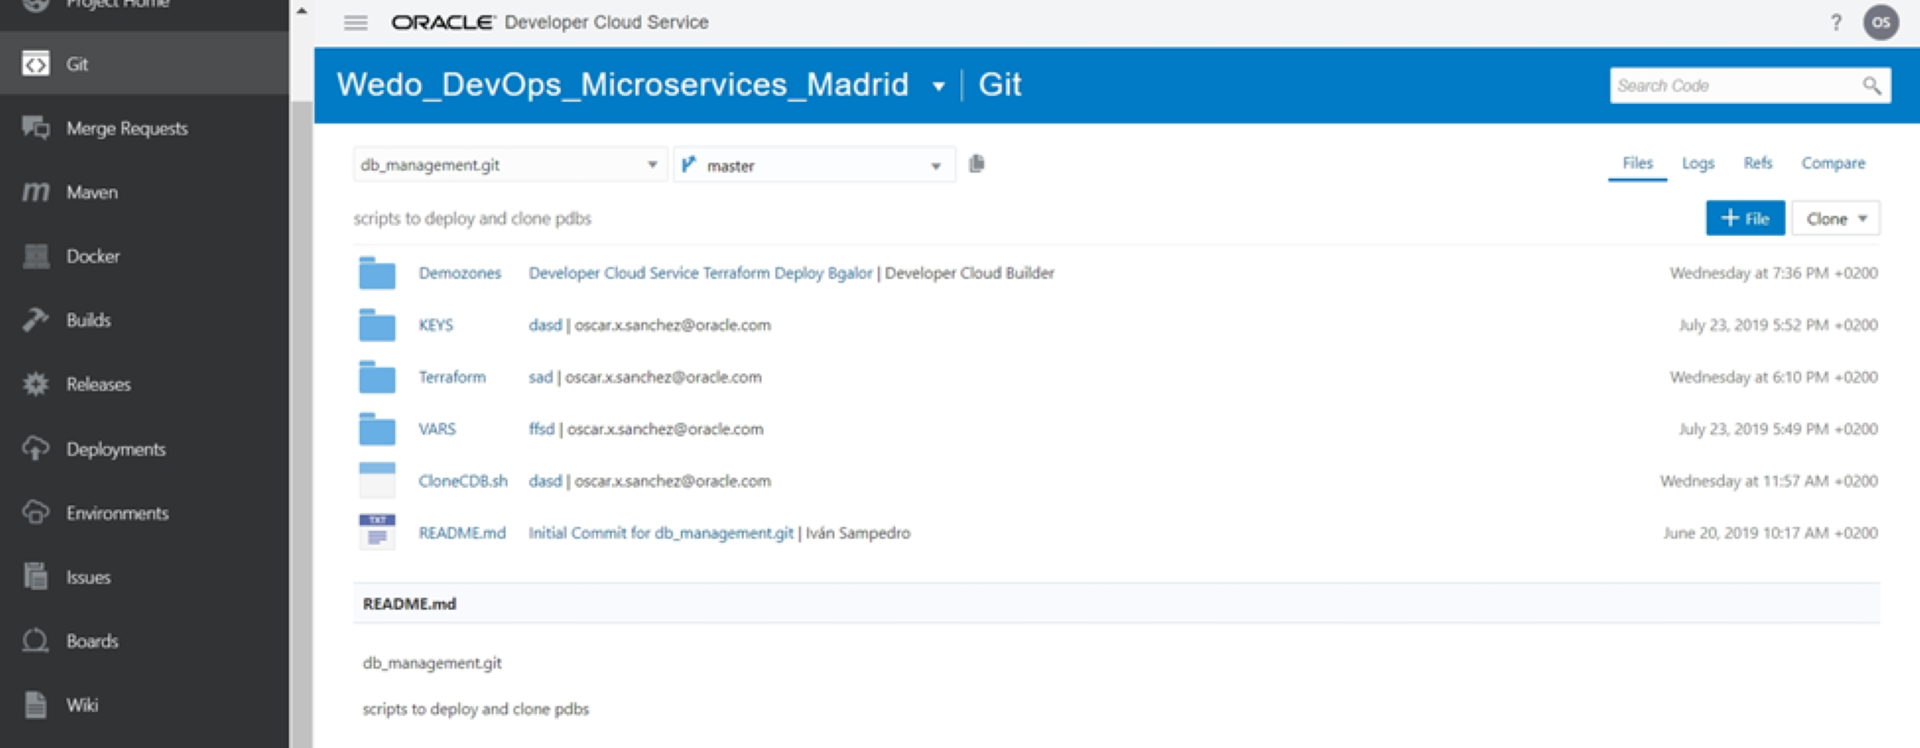 Project Home
Git
Merge Requests
Maven
Docker
Builds
Releases
Deployments
Environments
Issues
Boards
Wiki
ORACLE Developer Cloud Service
? OS
Wedo_DevOps_Microservices_Madrid | Git
Search Code
db_management.git master
Files Logs Refs Compare
scripts to deploy and clone pdbs
+ File Clone
Demozones Developer Cloud Service Terraform Deploy Bgalor | Developer Cloud Builder Wednesday at 7:36 PM +0200
KEYS dasd | oscar.x.sanchez@oracle.com July 23, 2019 5:52 PM +0200
Terraform sad | oscar.x.sanchez@oracle.com Wednesday at 6:10 PM +0200
VARS ffsd | oscar.x.sanchez@oracle.com July 23, 2019 5:49 PM +0200
CloneCDB.sh dasd | oscar.x.sanchez@oracle.com Wednesday at 11:57 AM +0200
TXT README.md Initial Commit for db_management.git | Iván Sampedro June 20, 2019 10:17 AM +0200
README.md
db_management.git
scripts to deploy and clone pdbs